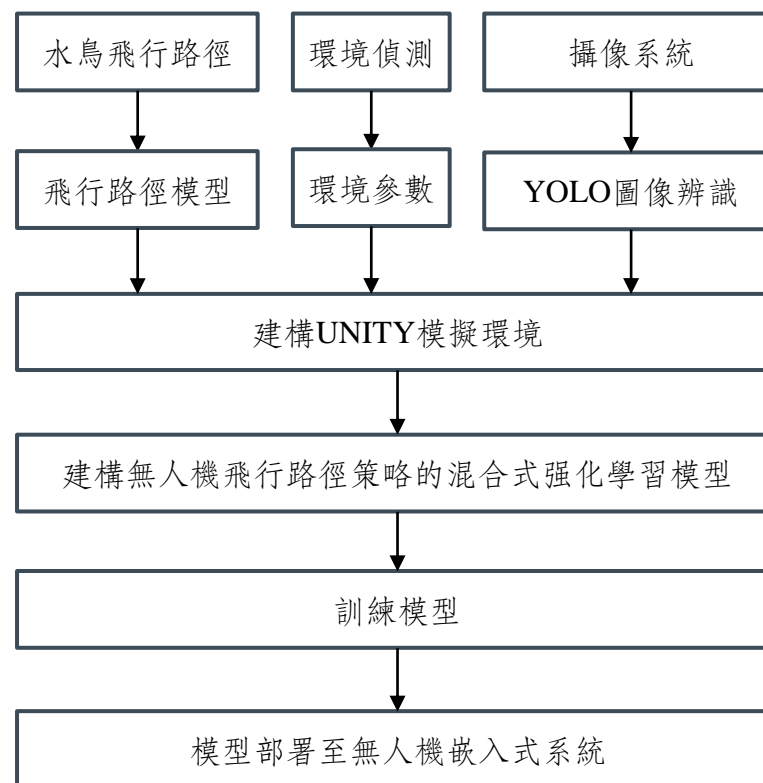 水鳥飛行路徑
環境偵測
攝像系統
飛行路徑模型
環境參數
YOLO圖像辨識
建構UNITY模擬環境
建構無人機飛行路徑策略的混合式强化學習模型
訓練模型
模型部署至無人機嵌入式系統